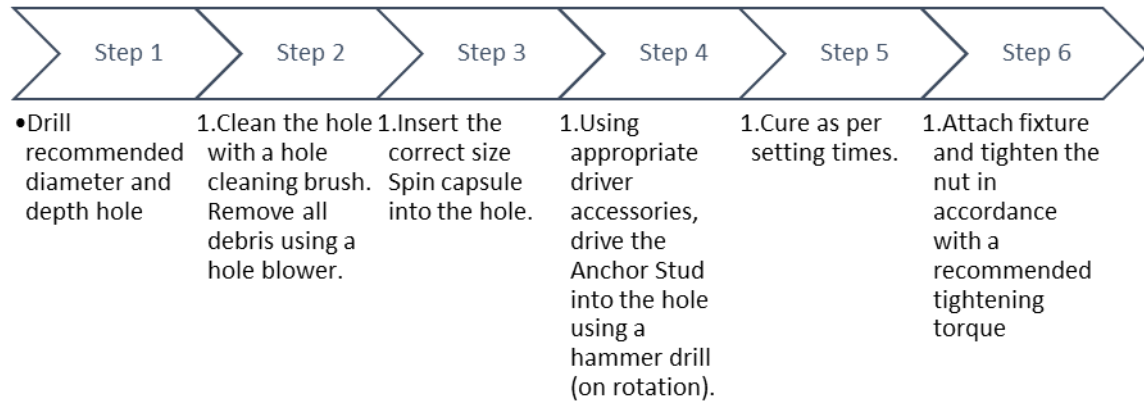 Step 1
Step 2
Step 3
Step 4
Step 5
Step 6
•Drill
recommended
diameter and
depth hole
1.Clean the hole
with a hole
cleaning brush.
Remove all
debris using a
hole blower.
1.Insert the
correct size
Spin capsule
into the hole.
1.Using
appropriate
driver
accessories,
drive the
Anchor Stud
into the hole
using a
hammer drill
(on rotation).
1.Cure as per
setting times.
1.Attach fixture
and tighten the
nut in
accordance
with a
recommended
tightening
torque